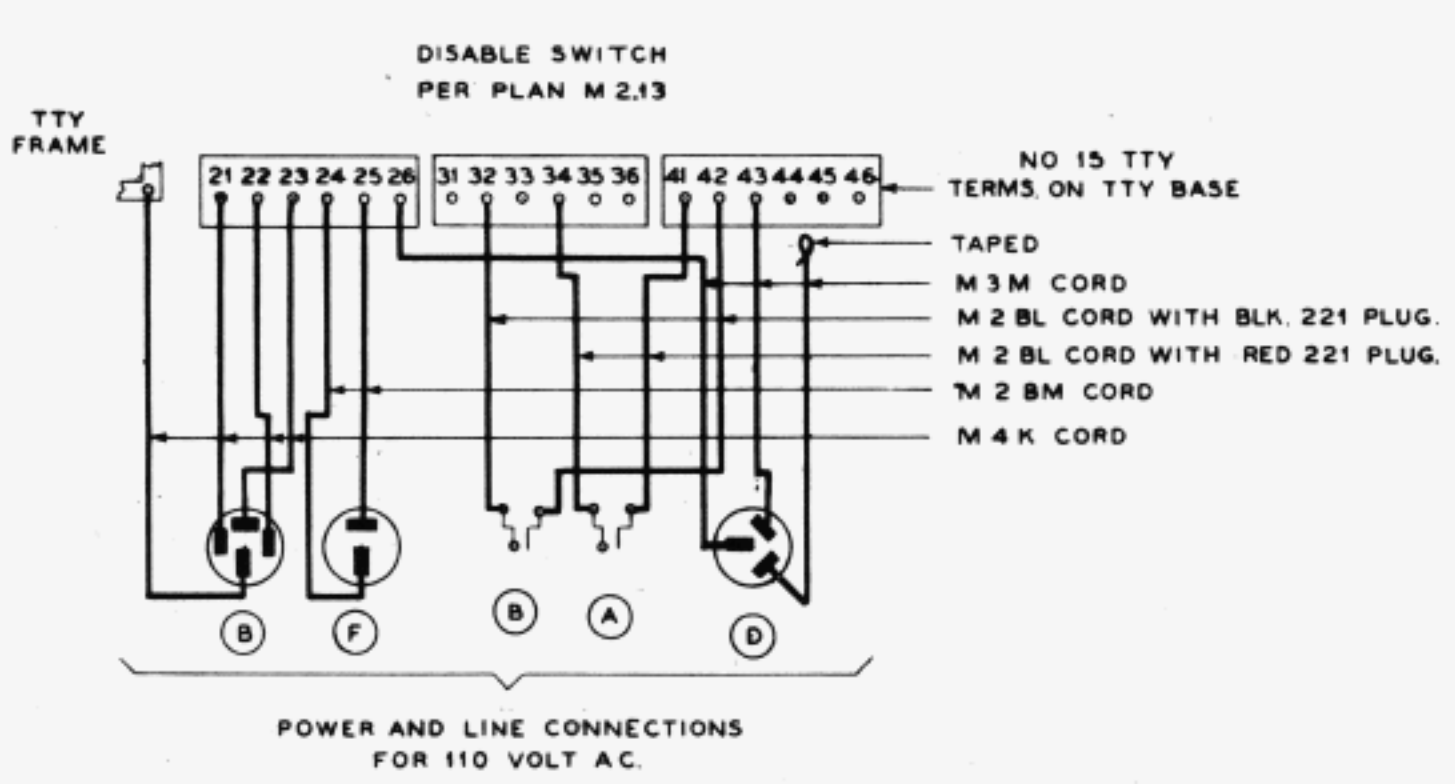 DISABLE SWITCH
PER PLAN M 2.13
TTY
FRAME
21 22 23 24 25 26
31 32 33 34 35 36
41 42 43 44 45 46
NO 15 TTY
TERMS. ON TTY BASE
TAPED
M 3 M CORD
M 2 BL CORD WITH BLK. 221 PLUG.
M 2 BL CORD WITH RED 221 PLUG.
M 2 BM CORD
M 4 K CORD
B F B A D
POWER AND LINE CONNECTIONS
FOR 110 VOLT A C.